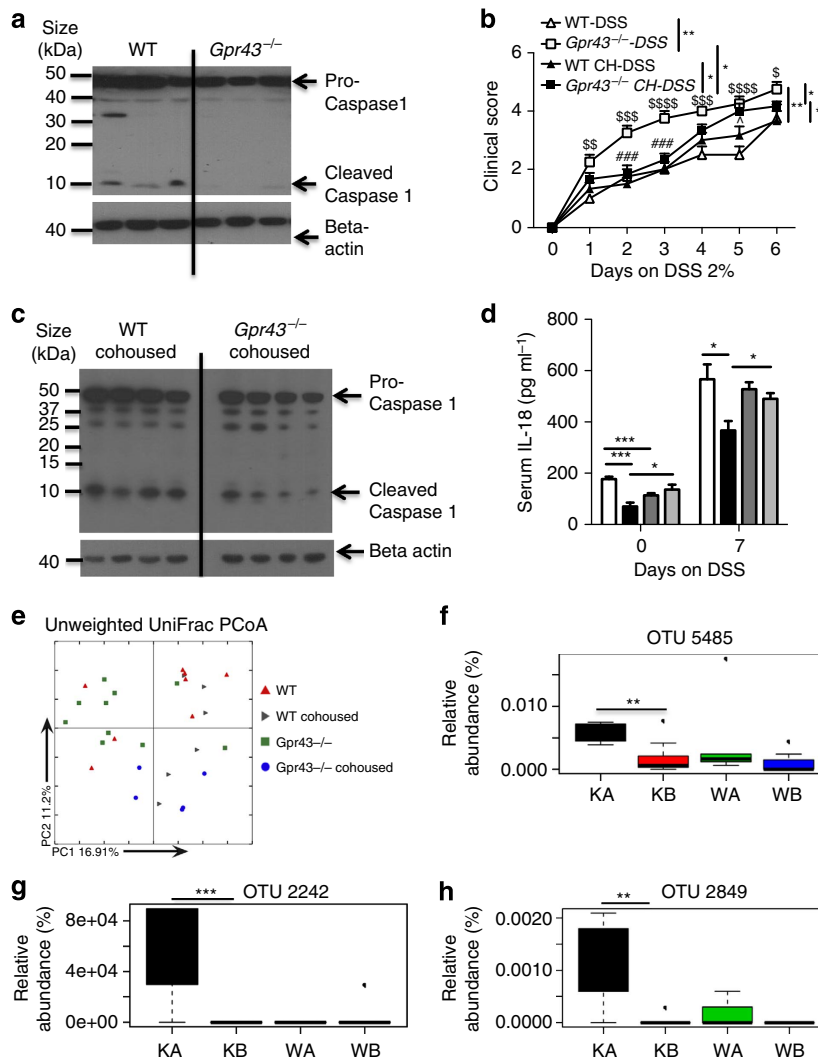 a
Size
(kDa)
WT
Gpr43−/−
50
40
30
20
10
40
Pro-
Caspase1
Cleaved
Caspase 1
Beta-
actin
b
WT-DSS
Gpr43−/−-DSS
WT CH-DSS
Gpr43−/− CH-DSS
**
*
*
Clinical score
6
4
2
0
$$
$$$
$$$$
$$$
$$$$
$
###
###
^
*
**
*
0 1 2 3 4 5 6
Days on DSS 2%
c
Size
(kDa)
WT
cohoused
Gpr43−/−
cohoused
50
37
25
20
15
10
40
Pro-
Caspase 1
Cleaved
Caspase 1
Beta actin
d
Serum IL-18 (pg ml−1)
800
600
400
200
0
***
***
*
*
*
0 7
Days on DSS
e
Unweighted UniFrac PCoA
PC2 11.2%
PC1 16.91%
WT
WT cohoused
Gpr43−/−
Gpr43−/− cohoused
f
OTU 5485
Relative
abundance (%)
0.010
0.000
**
KA KB WA WB
g
OTU 2242
Relative
abundance (%)
8e+04
4e+04
0e+00
***
KA KB WA WB
h
OTU 2849
Relative
abundance (%)
0.0020
0.0010
0.0000
**
KA KB WA WB